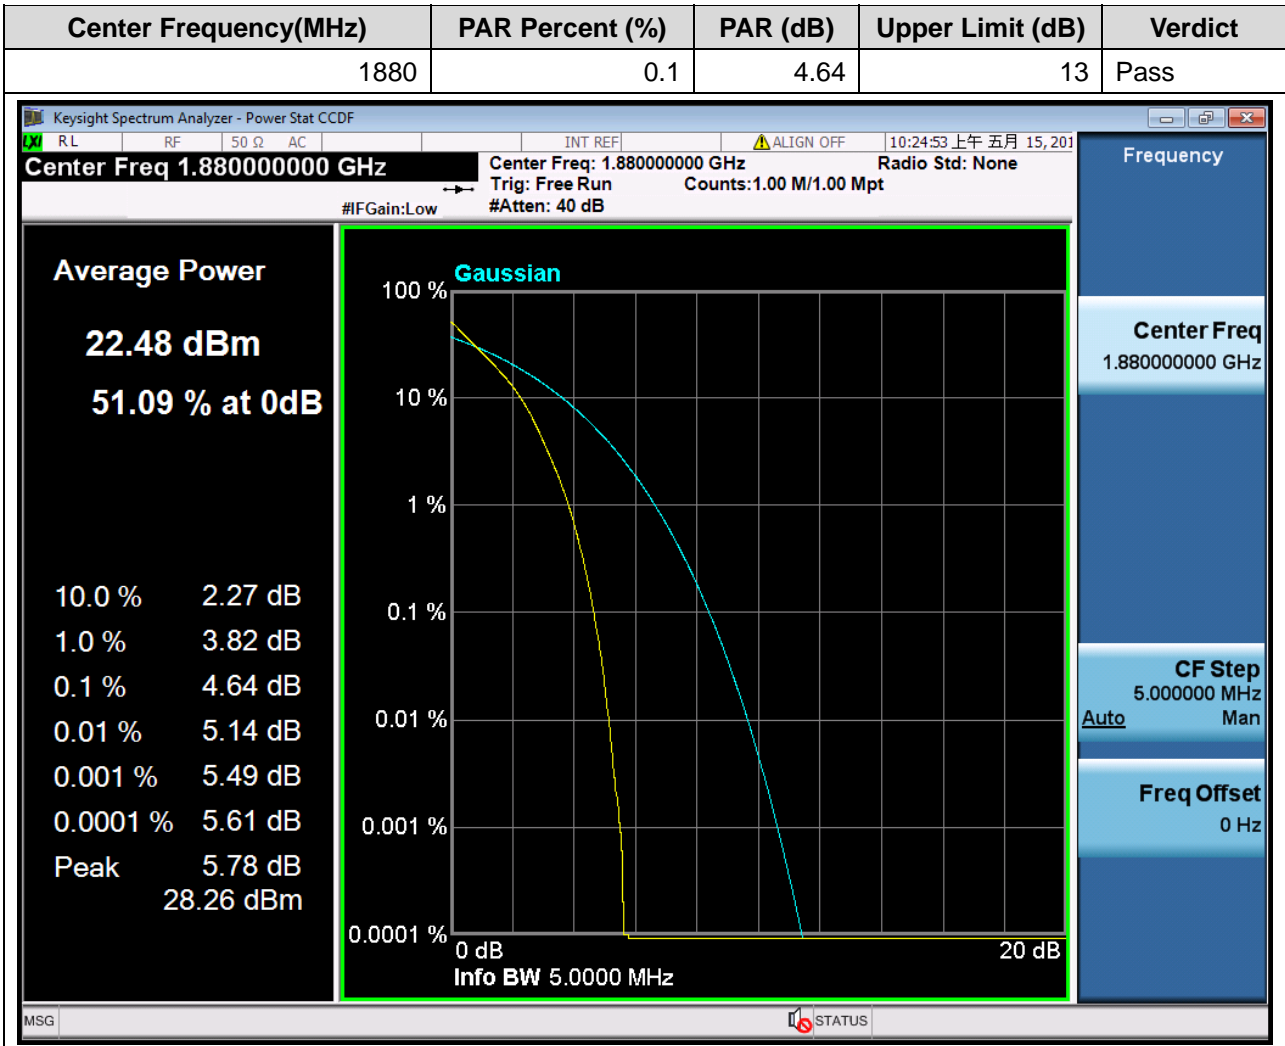 Center Frequency(MHz) PAR Percent (%) PAR (dB) Upper Limit (dB) Verdict
1880 0.1 4.64 13 Pass
Keysight Spectrum Analyzer - Power Stat CCDF
LXI RL RF 50 Ω AC INT REF ALIGN OFF 10:24:53 上午 五月 15, 201
Center Freq 1.880000000 GHz
Center Freq: 1.880000000 GHz Radio Std: None
Trig: Free Run Counts:1.00 M/1.00 Mpt
#IFGain:Low #Atten: 40 dB
Average Power
22.48 dBm
51.09 % at 0dB
10.0 % 2.27 dB
1.0 % 3.82 dB
0.1 % 4.64 dB
0.01 % 5.14 dB
0.001 % 5.49 dB
0.0001 % 5.61 dB
Peak 5.78 dB
28.26 dBm
Gaussian
100 %
10 %
1 %
0.1 %
0.01 %
0.001 %
0.0001 %
0 dB 20 dB
Info BW 5.0000 MHz
Frequency
Center Freq
1.880000000 GHz
CF Step
5.000000 MHz
Auto Man
Freq Offset
0 Hz
MSG STATUS